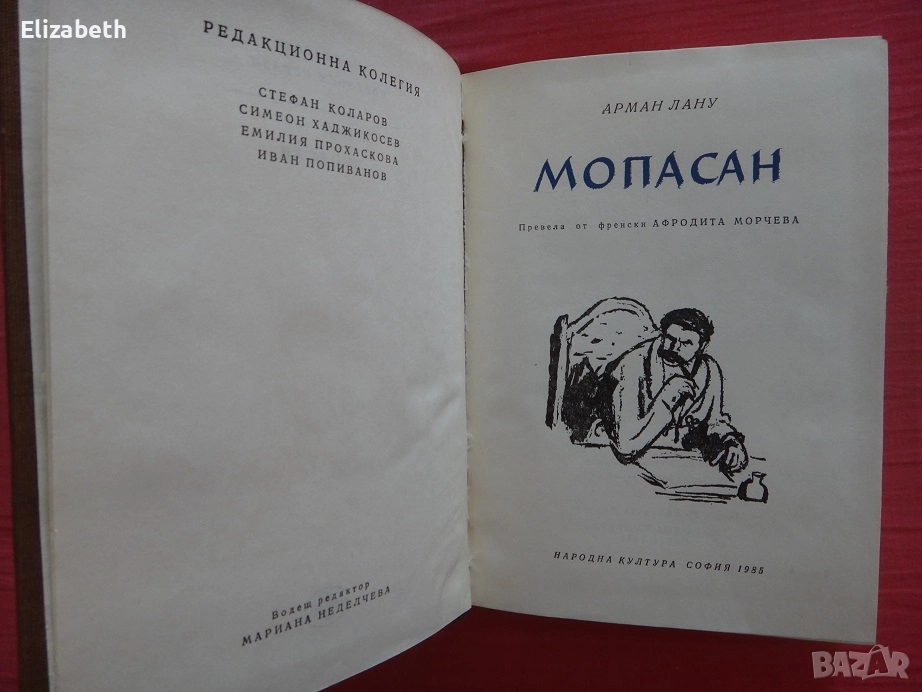 Elizabeth
РЕДАКЦИОННА КОЛЕГИЯ
СТЕФАН КОЛАРОВ
СИМЕОН ХАДЖИКОСЕВ
ЕМИЛИЯ ПРОХАСКОВА
ИВАН ПОПИВАНОВ
Водещ редактор
МАРИАНА НЕДЕЛЧЕВА
АРМАН ЛАНУ
МОПАСАН
Превела от френски АФРОДИТА МОРЧЕВА
НАРОДНА КУЛТУРА СОФИЯ 1985
BAZAR